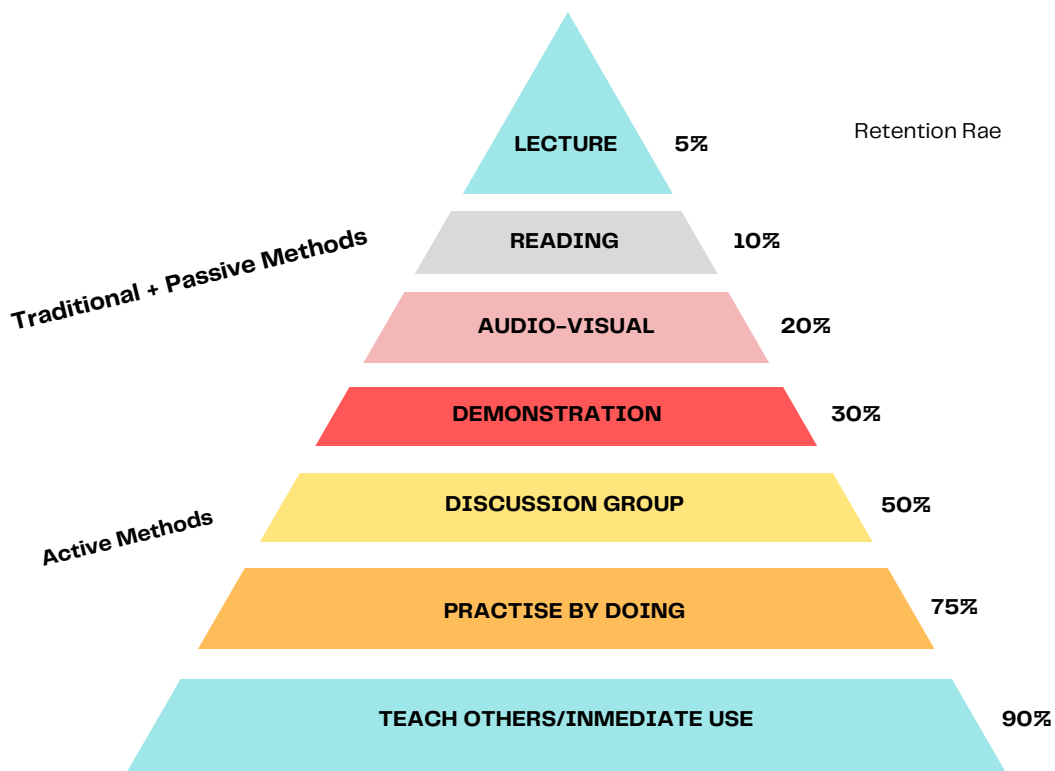 LECTURE 5%
Retention Rae
READING 10%
Traditional + Passive Methods
AUDIO-VISUAL 20%
DEMONSTRATION 30%
DISCUSSION GROUP 50%
Active Methods
PRACTISE BY DOING 75%
TEACH OTHERS/INMEDIATE USE 90%